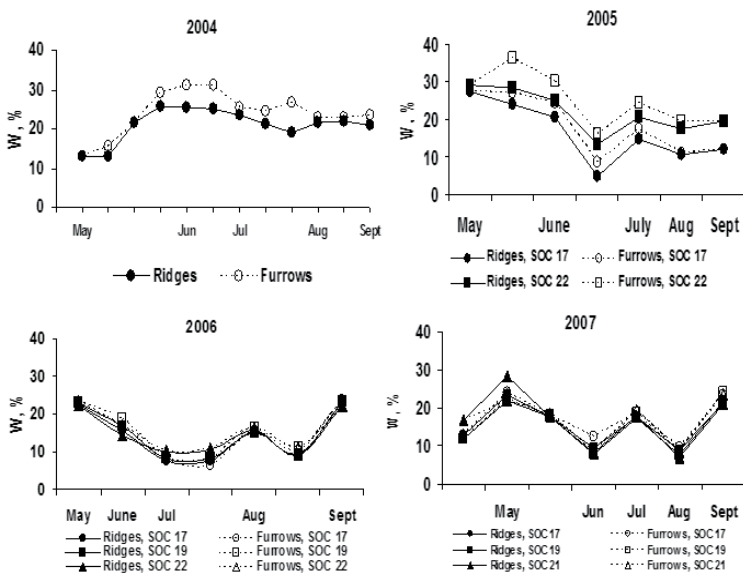 2004
40
30
20
10
0
W, %
May Jun Jul Aug Sept
Ridges Furrows
2005
40
30
20
10
0
W, %
May June July Aug Sept
Ridges, SOC 17 Furrows, SOC 17
Ridges, SOC 22 Furrows, SOC 22
2006
40
30
20
10
0
W, %
May June Jul Aug Sept
Ridges, SOC 17 Furrows, SOC 17
Ridges, SOC 19 Furrows, SOC 19
Ridges, SOC 22 Furrows, SOC 22
2007
40
30
20
10
0
W, %
May Jun Jul Aug Sept
Ridges, SOC17 Furrows, SOC17
Ridges, SOC19 Furrows, SOC19
Ridges, SOC21 Furrows, SOC21